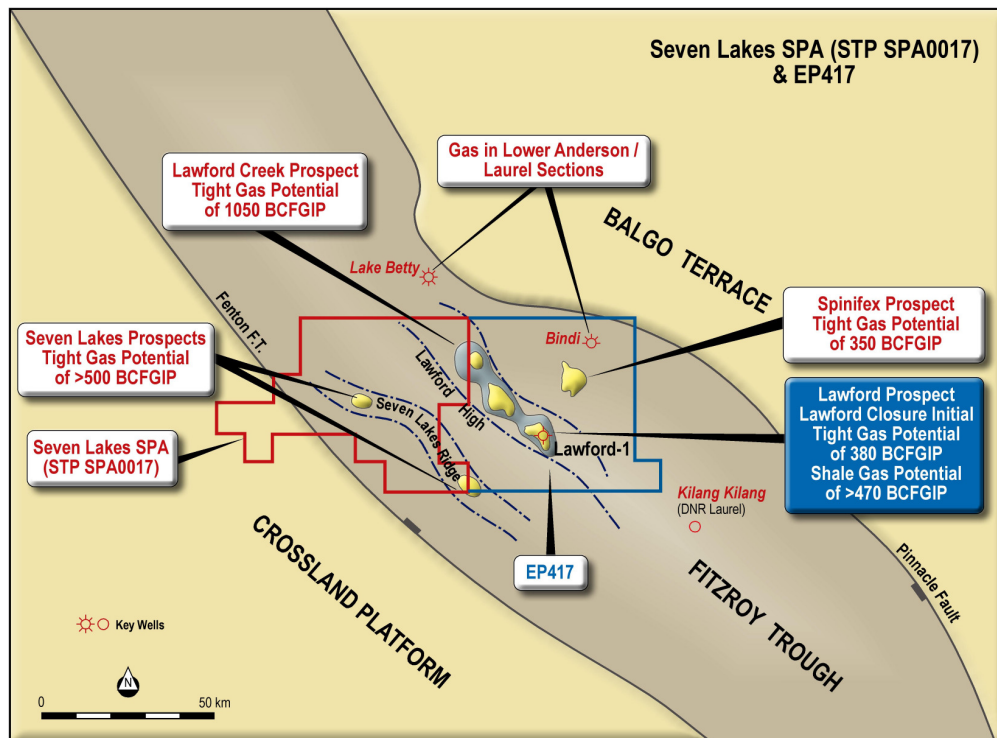 Seven Lakes SPA (STP SPA0017)
& EP417
Lawford Creek Prospect
Tight Gas Potential
of 1050 BCFGIP
Gas in Lower Anderson /
Laurel Sections
BALGO TERRACE
Lake Betty
Fenton F.T.
Spinifex Prospect
Tight Gas Potential
of 350 BCFGIP
Seven Lakes Prospects
Tight Gas Potential
of >500 BCFGIP
Bindi
Lawford High
Seven Lakes Ridge
Lawford-1
Lawford Prospect
Lawford Closure Initial
Tight Gas Potential
of 380 BCFGIP
Shale Gas Potential
of >470 BCFGIP
Seven Lakes SPA
(STP SPA0017)
Kilang Kilang
(DNR Laurel)
EP417
CROSSLAND PLATFORM
FITZROY TROUGH
Pinnacle Fault
Key Wells
N
0 50 km